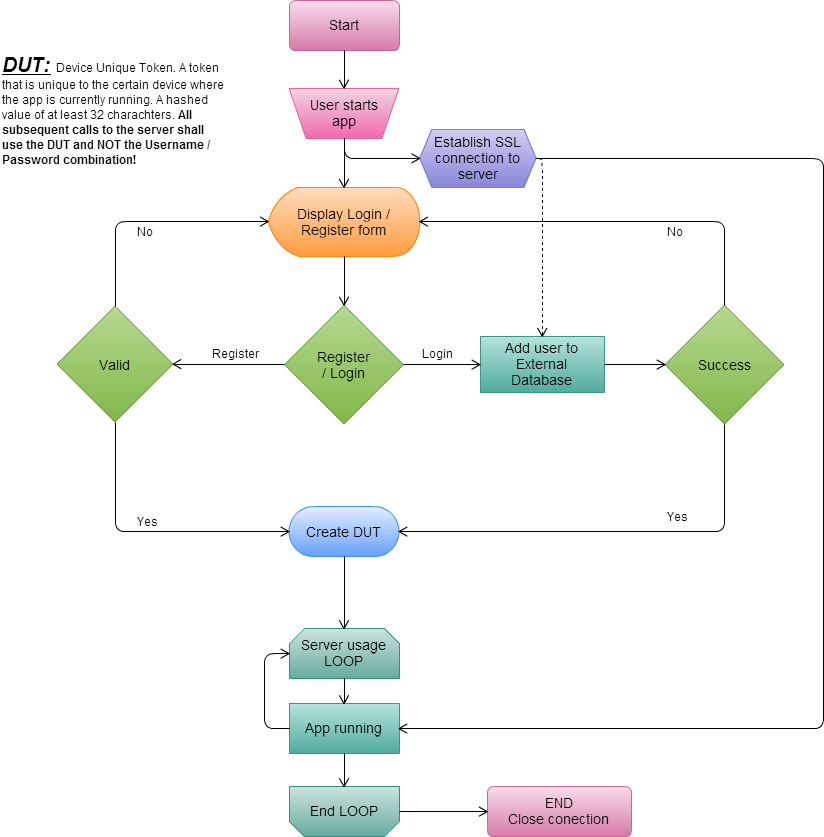 Start
DUT: Device Unique Token. A token
that is unique to the certain device where
the app is currently running. A hashed
value of at least 32 charachters. All
subsequent calls to the server shall
use the DUT and NOT the Username /
Password combination!
User starts
app
Establish SSL
connection to
server
Display Login /
Register form
No
No
Valid
Register
Register
/ Login
Login
Add user to
External
Database
Success
Yes
Yes
Create DUT
Server usage
LOOP
App running
End LOOP
END
Close conection